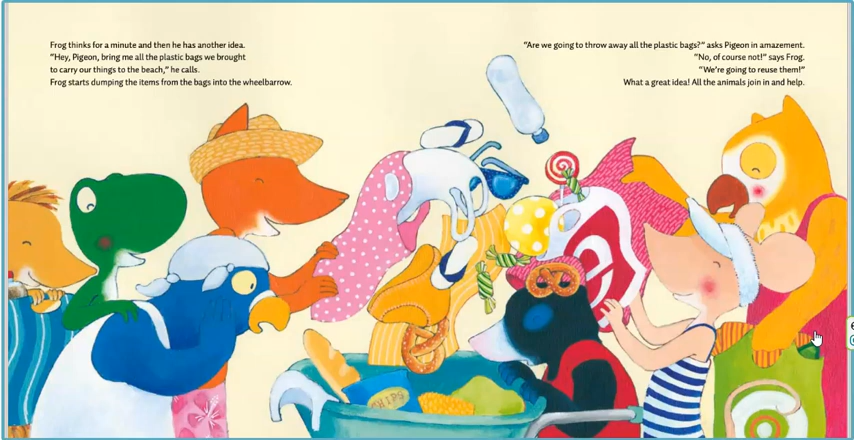 Frog thinks for a minute and then he has another idea.
“Hey, Pigeon, bring me all the plastic bags we brought
to carry our things to the beach,” he calls.
Frog starts dumping the items from the bags into the wheelbarrow.
“Are we going to throw away all the plastic bags?” asks Pigeon in amazement.
“No, of course not!” says Frog.
“We’re going to reuse them!”
What a great idea! All the animals join in and help.
CHIPS